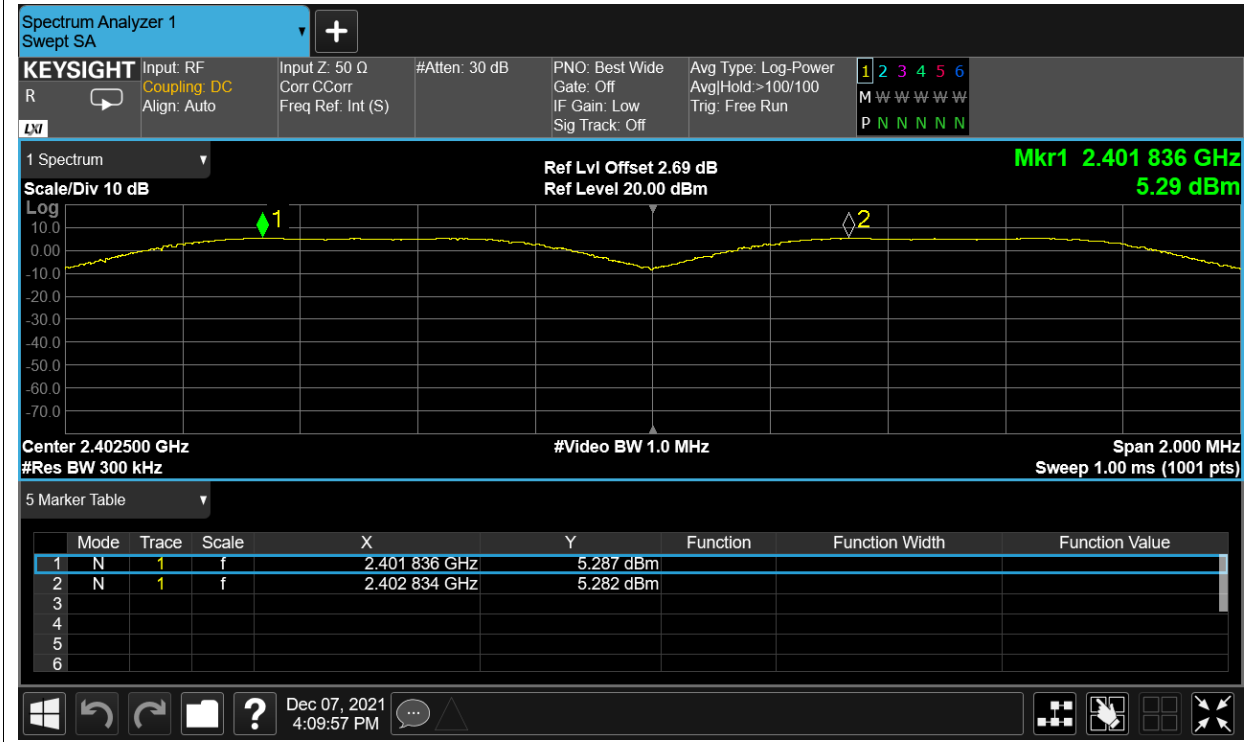 Spectrum Analyzer 1
Swept SA
+
KEYSIGHT Input: RF Input Z: 50 Ω #Atten: 30 dB PNO: Best Wide Avg Type: Log-Power 1 2 3 4 5 6
R Coupling: DC Corr CCorr Gate: Off Avg|Hold:>100/100
Align: Auto Freq Ref: Int (S) IF Gain: Low Trig: Free Run M W W W W W
LXI Sig Track: Off P N N N N N
1 Spectrum Ref Lvl Offset 2.69 dB Mkr1 2.401 836 GHz
Scale/Div 10 dB Ref Level 20.00 dBm 5.29 dBm
Log
1 2
10.0
0.00
-10.0
-20.0
-30.0
-40.0
-50.0
-60.0
-70.0
Center 2.402500 GHz #Video BW 1.0 MHz Span 2.000 MHz
#Res BW 300 kHz Sweep 1.00 ms (1001 pts)
5 Marker Table
Mode Trace Scale X Y Function Function Width Function Value
1 N 1 f 2.401 836 GHz 5.287 dBm
2 N 1 f 2.402 834 GHz 5.282 dBm
3
4
5
6
? Dec 07, 2021
4:09:57 PM